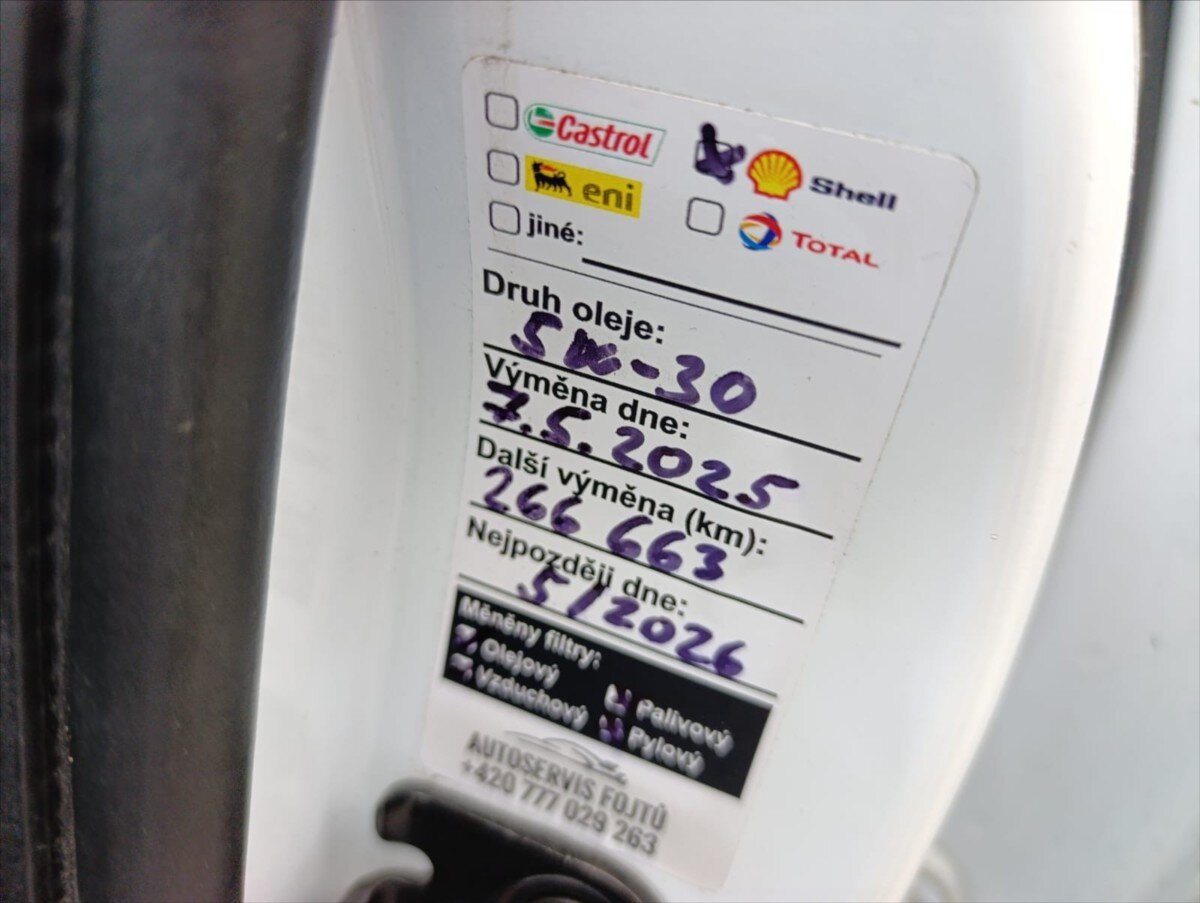 Castrol Shell
eni TOTAL
jiné:
Druh oleje:
5W-30
Výměna dne:
7.5.2025
Další výměna (km):
266 663
Nejpozději dne:
5/2026
Měněny filtry:
Olejový Palivový
Vzduchový Pylový
AUTOSERVIS FOJTŮ
+420 777 029 263